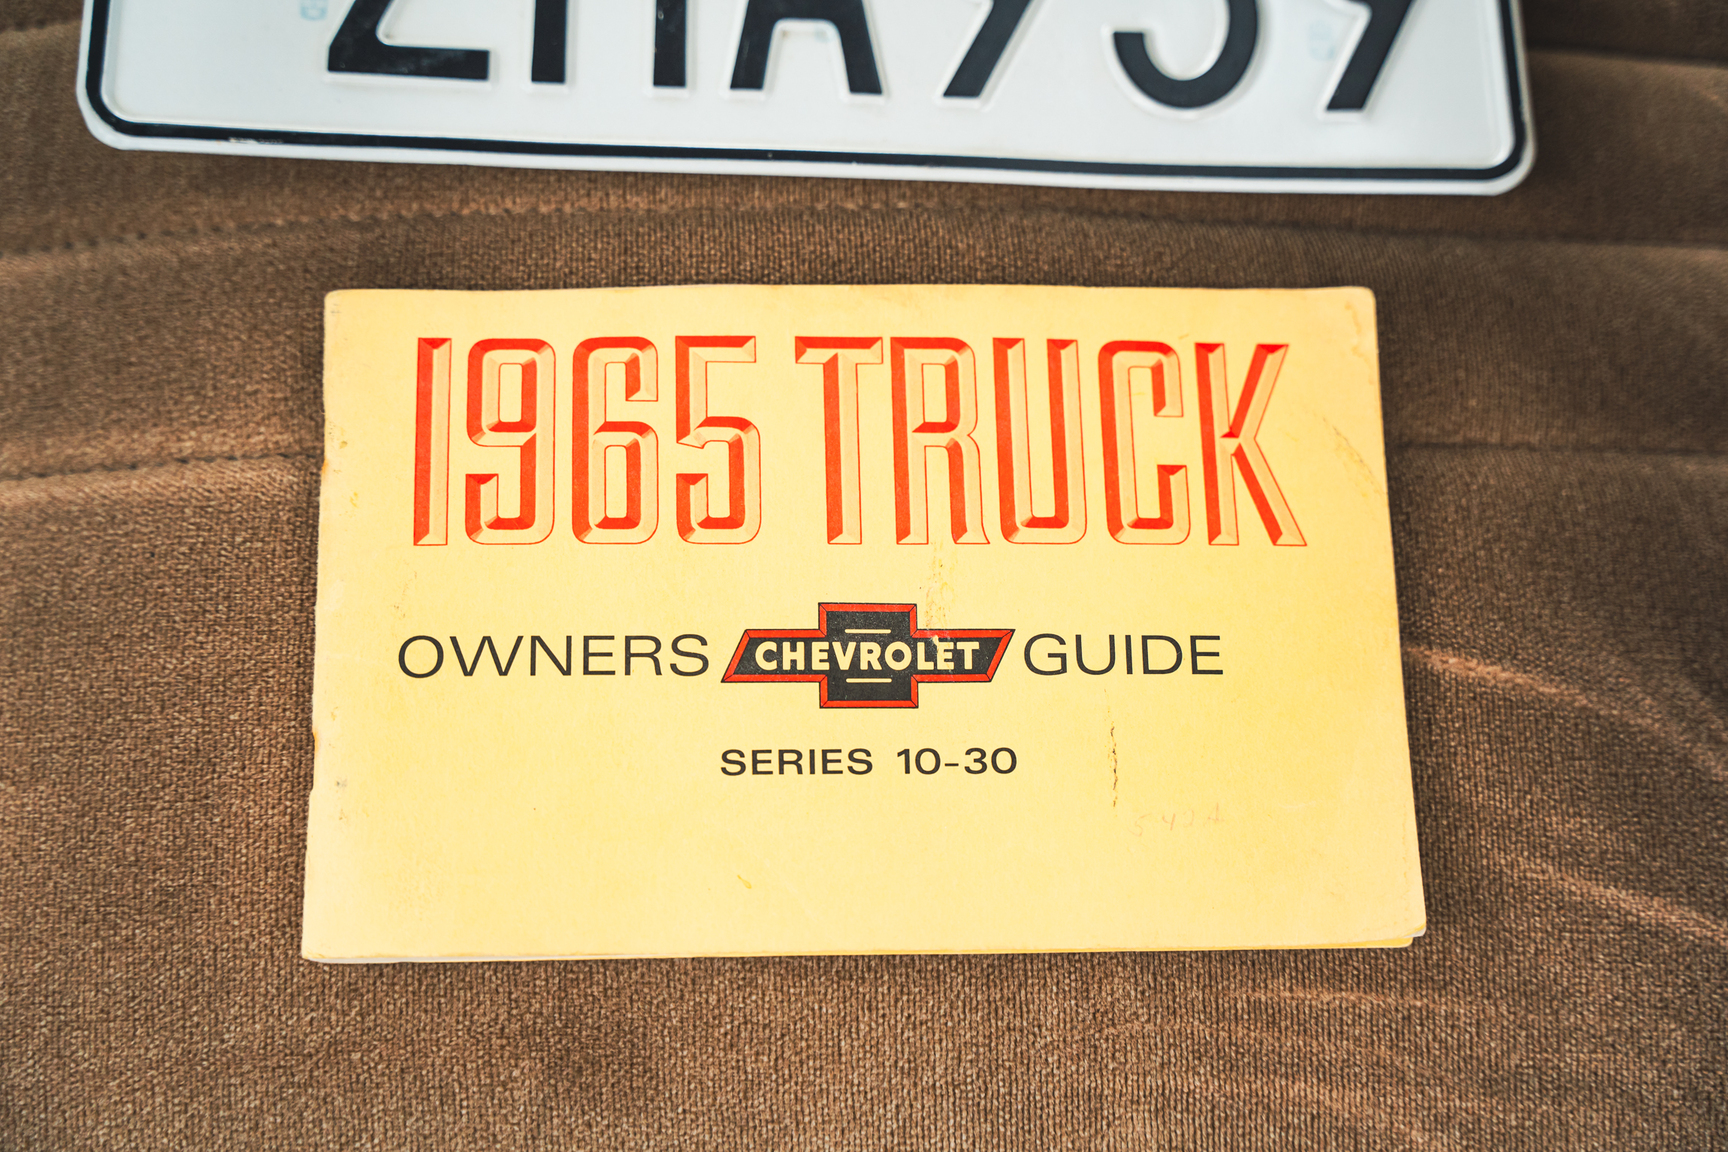 1965 TRUCK
OWNERS CHEVROLET GUIDE
SERIES 10-30